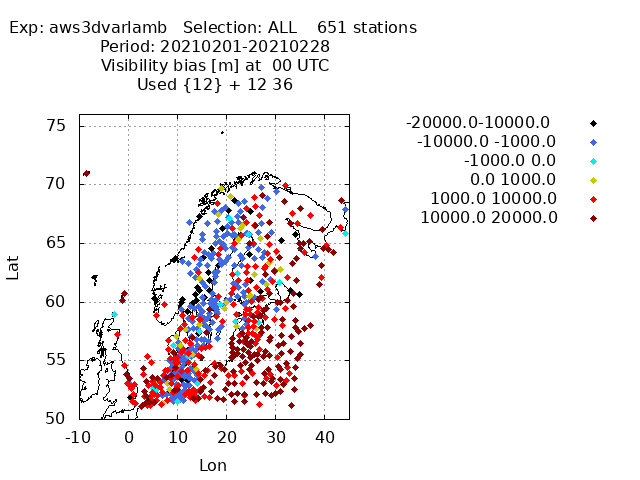 Exp: aws3dvarlamb   Selection: ALL    651 stations
Period: 20210201-20210228
Visibility bias [m] at  00 UTC
Used {12} + 12 36
-20000.0-10000.0
-10000.0 -1000.0
-1000.0 0.0
0.0 1000.0
1000.0 10000.0
10000.0 20000.0
75
70
65
60
55
50
Lat
-10 0 10 20 30 40
Lon